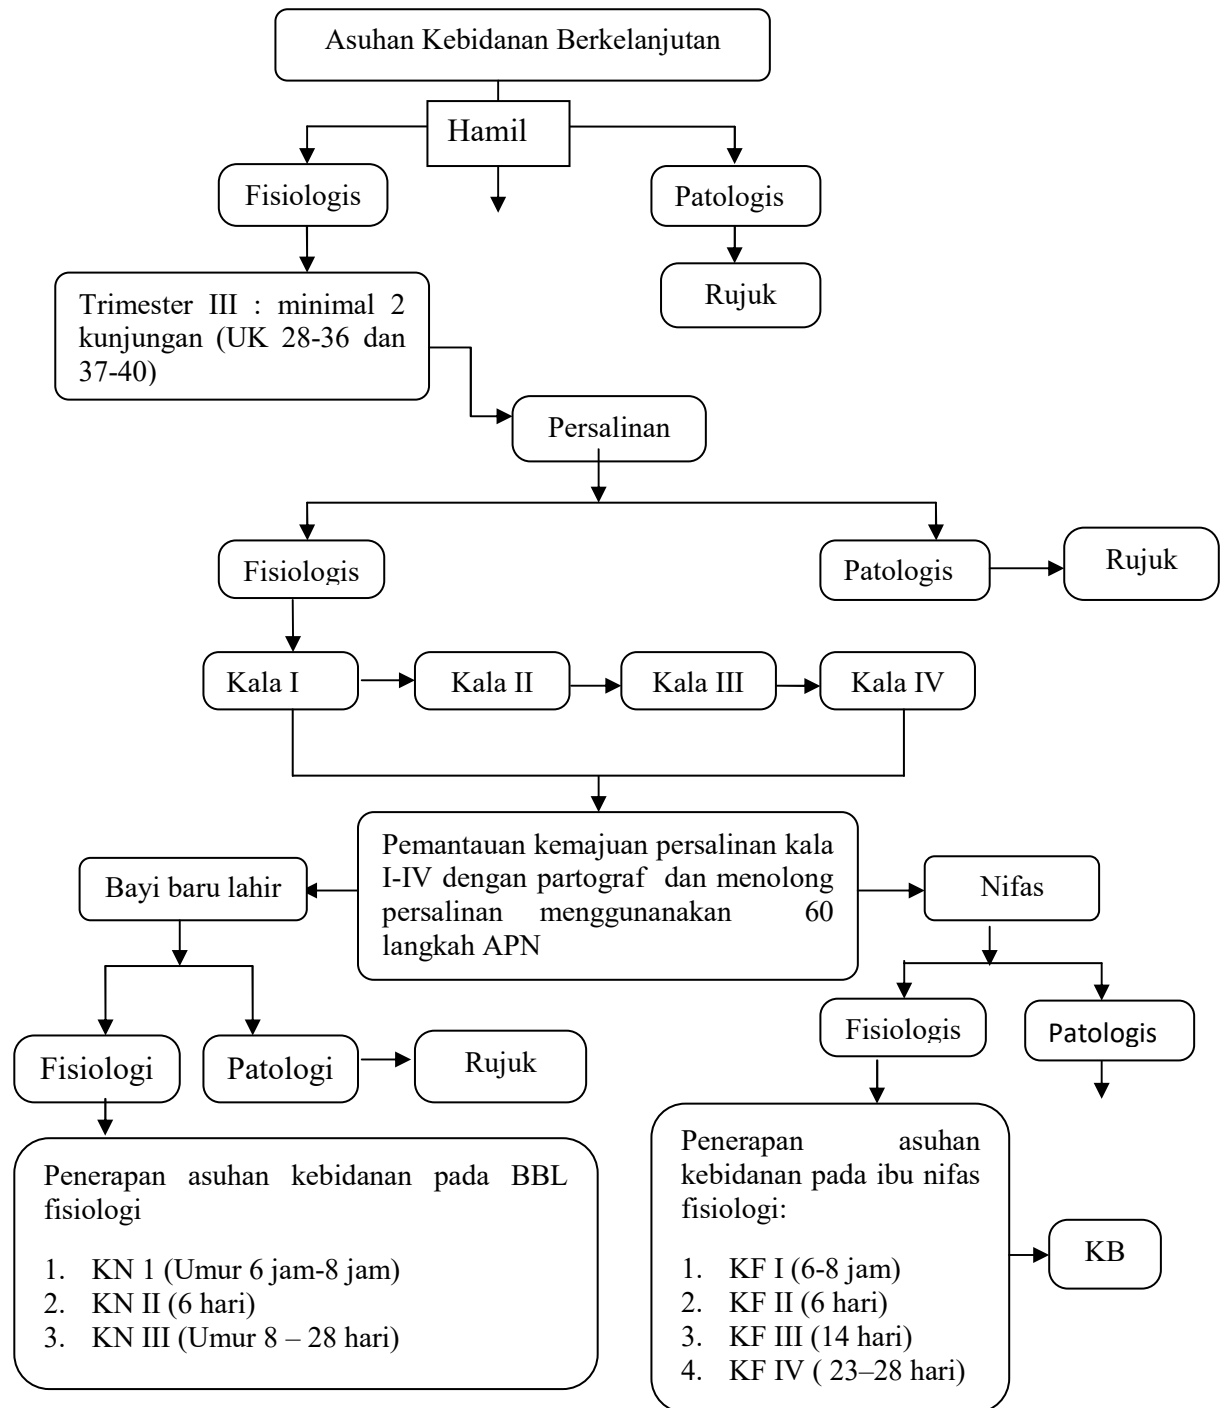 Asuhan Kebidanan Berkelanjutan
Hamil
Fisiologis
Patologis
Trimester III : minimal 2
kunjungan (UK 28-36 dan
37-40)
Rujuk
Persalinan
Fisiologis
Patologis
Rujuk
Kala I
Kala II
Kala III
Kala IV
Pemantauan kemajuan persalinan kala
I-IV dengan partograf dan menolong
persalinan menggunanakan 60
langkah APN
Bayi baru lahir
Nifas
Fisiologi
Patologi
Rujuk
Fisiologis
Patologis
Penerapan asuhan kebidanan pada BBL
fisiologi
1. KN 1 (Umur 6 jam-8 jam)
2. KN II (6 hari)
3. KN III (Umur 8 – 28 hari)
Penerapan asuhan
kebidanan pada ibu nifas
fisiologi:
1. KF I (6-8 jam)
2. KF II (6 hari)
3. KF III (14 hari)
4. KF IV ( 23–28 hari)
KB